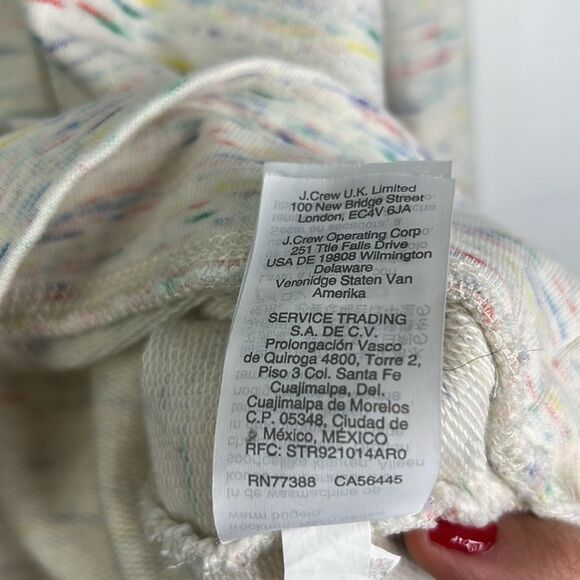 J.Crew U.K. Limited
100 New Bridge Street
London, EC4V 6JA
J.Crew Operating Corp
251 Ttle Falls Drive
USA DE 19808 Wilmington
Delaware
Verenidge Staten Van
Amerika
SERVICE TRADING
S.A. DE C.V.
Prolongación Vasco
de Quiroga 4800, Torre 2,
Piso 3 Col. Santa Fe
Cuajimalpa, Del.
Cuajimalpa de Morelos
C.P. 05348, Ciudad de
México, MÉXICO
RFC: STR921014AR0
RN77388 CA56445